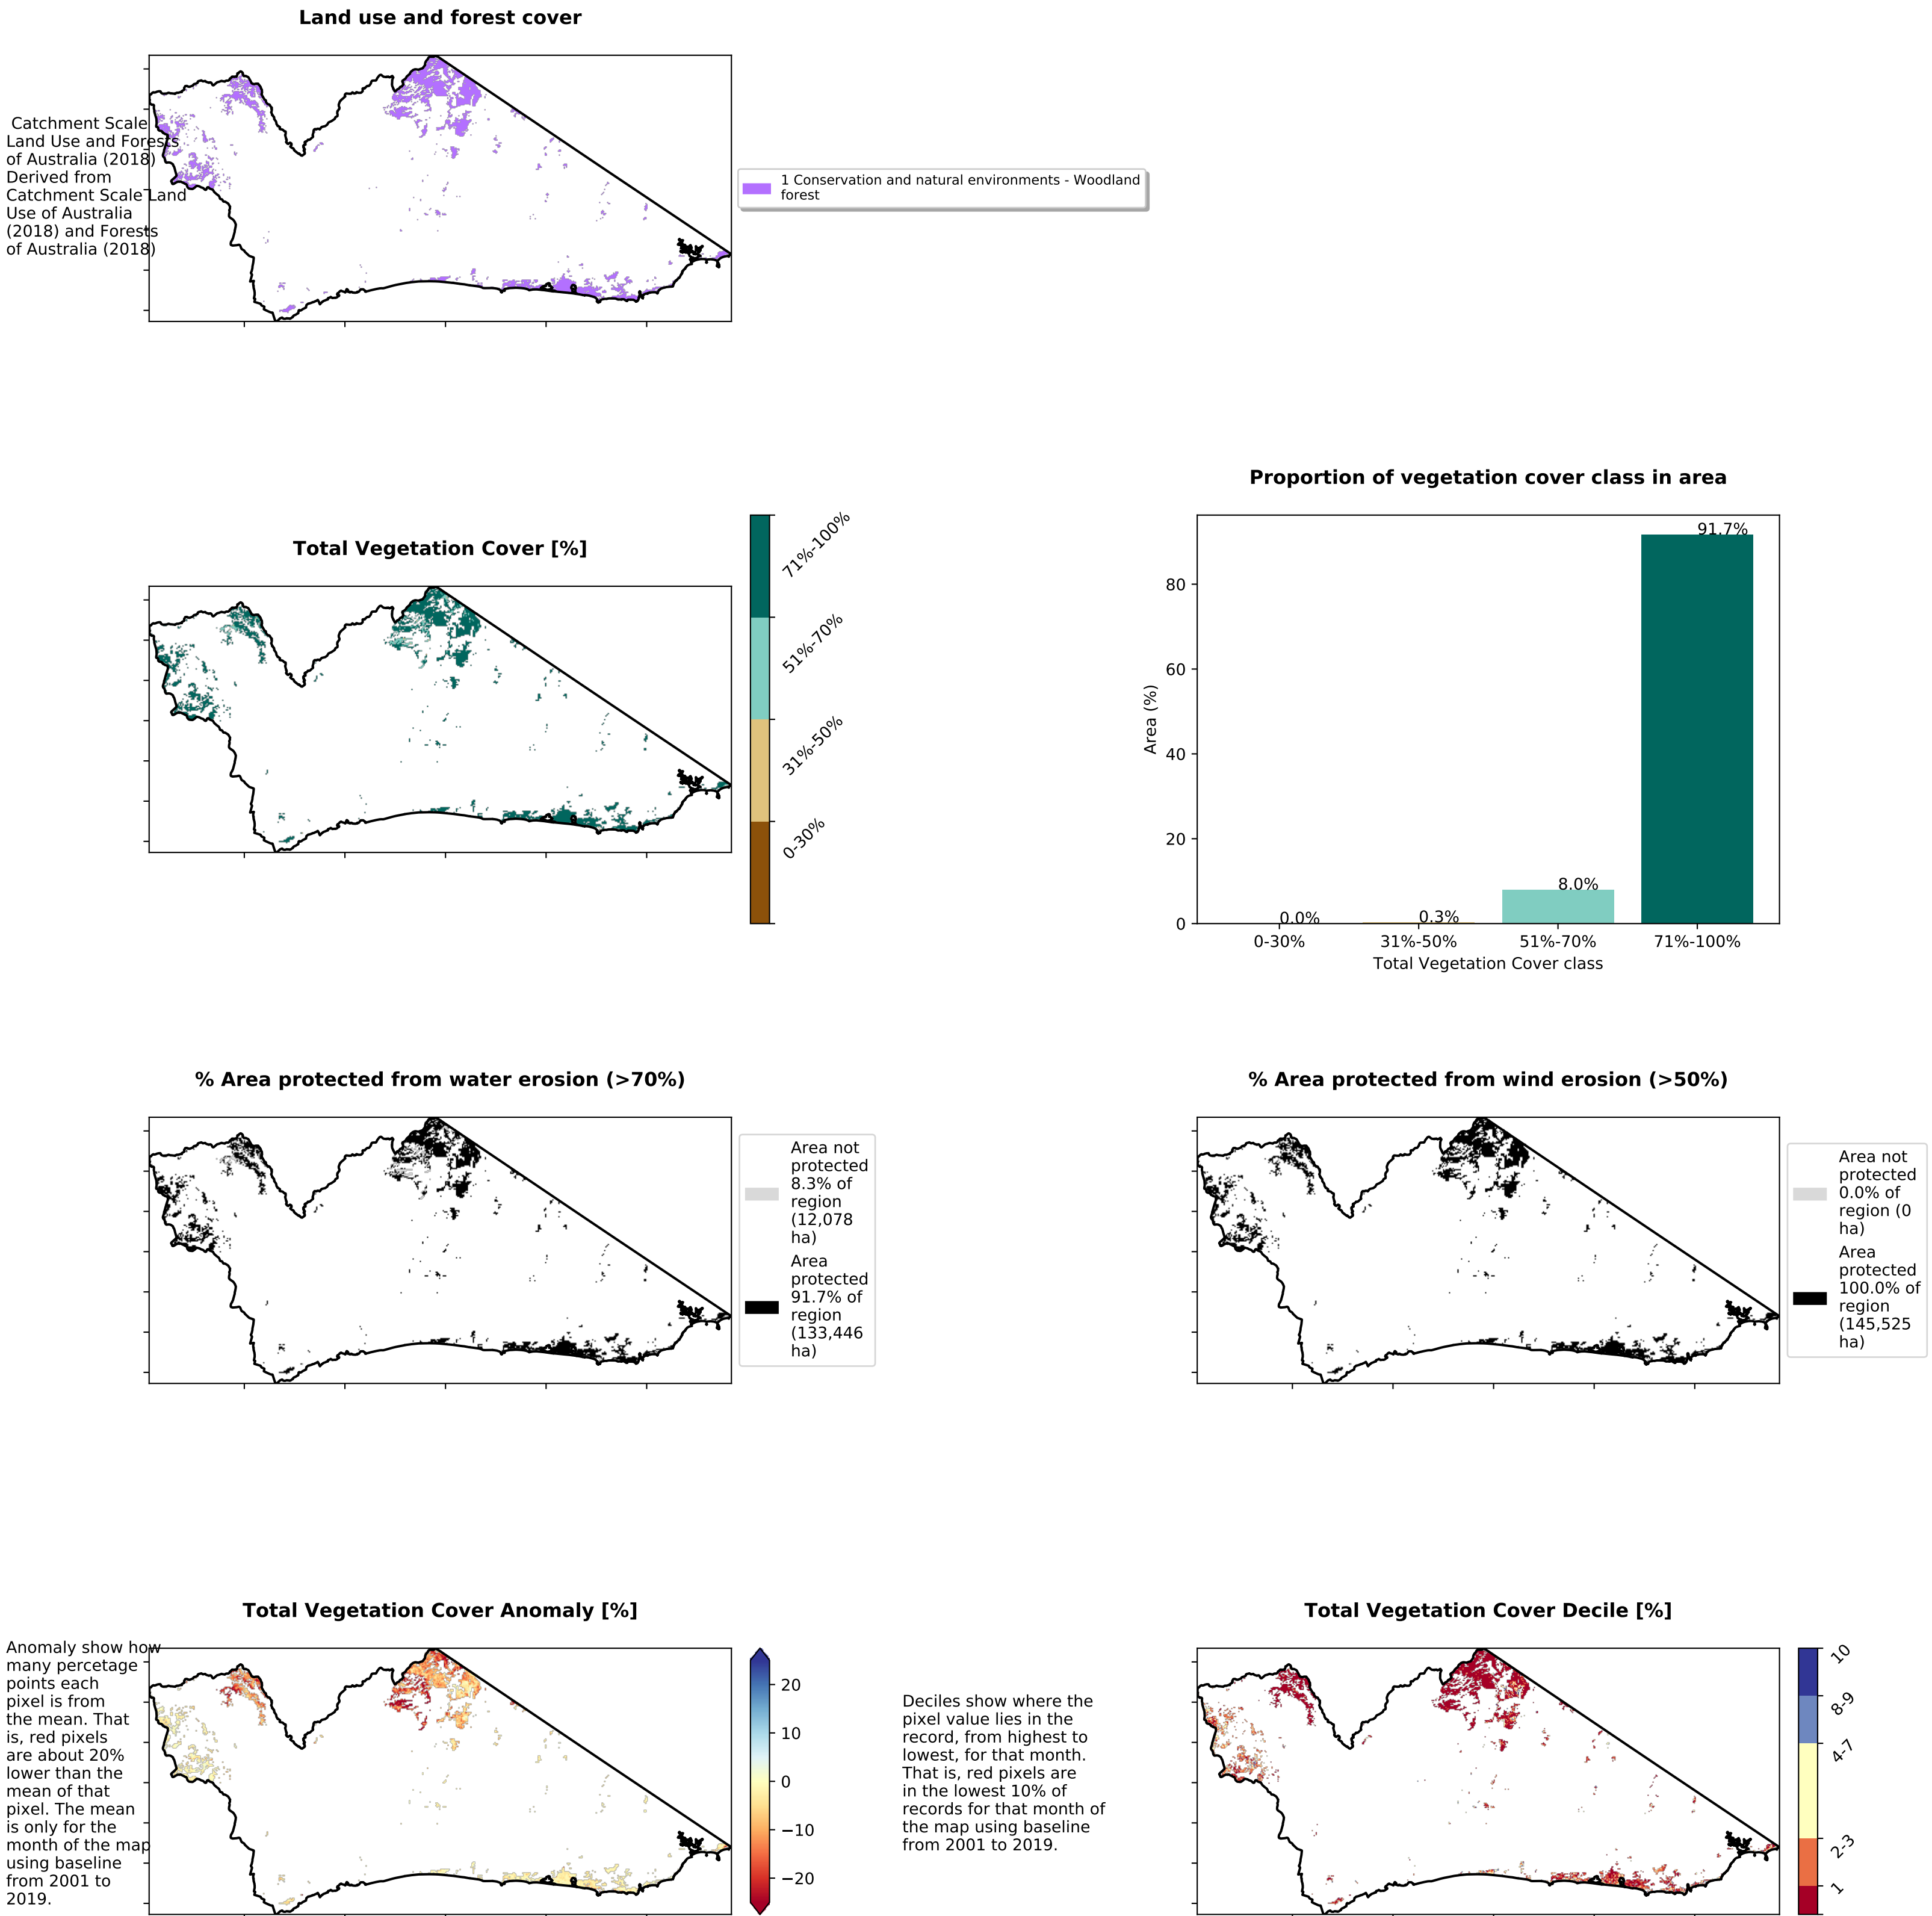 Land use and forest cover
Catchment Scale
Land Use and Forests
of Australia (2018)
Derived from
Catchment Scale Land
Use of Australia
(2018) and Forests
of Australia (2018)
1 Conservation and natural environments - Woodland
forest
Total Vegetation Cover [%]
71%-100%
51%-70%
31%-50%
0-30%
Proportion of vegetation cover class in area
Area (%)
80
60
40
20
0
0.0%
0.3%
8.0%
91.7%
0-30%
31%-50%
51%-70%
71%-100%
Total Vegetation Cover class
% Area protected from water erosion (>70%)
Area not
protected
8.3% of
region
(12,078
ha)
Area
protected
91.7% of
region
(133,446
ha)
% Area protected from wind erosion (>50%)
Area not
protected
0.0% of
region (0
ha)
Area
protected
100.0% of
region
(145,525
ha)
Total Vegetation Cover Anomaly [%]
Anomaly show how
many percetage
points each
pixel is from
the mean. That
is, red pixels
are about 20%
lower than the
mean of that
pixel. The mean
is only for the
month of the map
using baseline
from 2001 to
2019.
20
10
0
−10
−20
Total Vegetation Cover Decile [%]
Deciles show where the
pixel value lies in the
record, from highest to
lowest, for that month.
That is, red pixels are
in the lowest 10% of
records for that month of
the map using baseline
from 2001 to 2019.
10
8-9
4-7
2-3
1